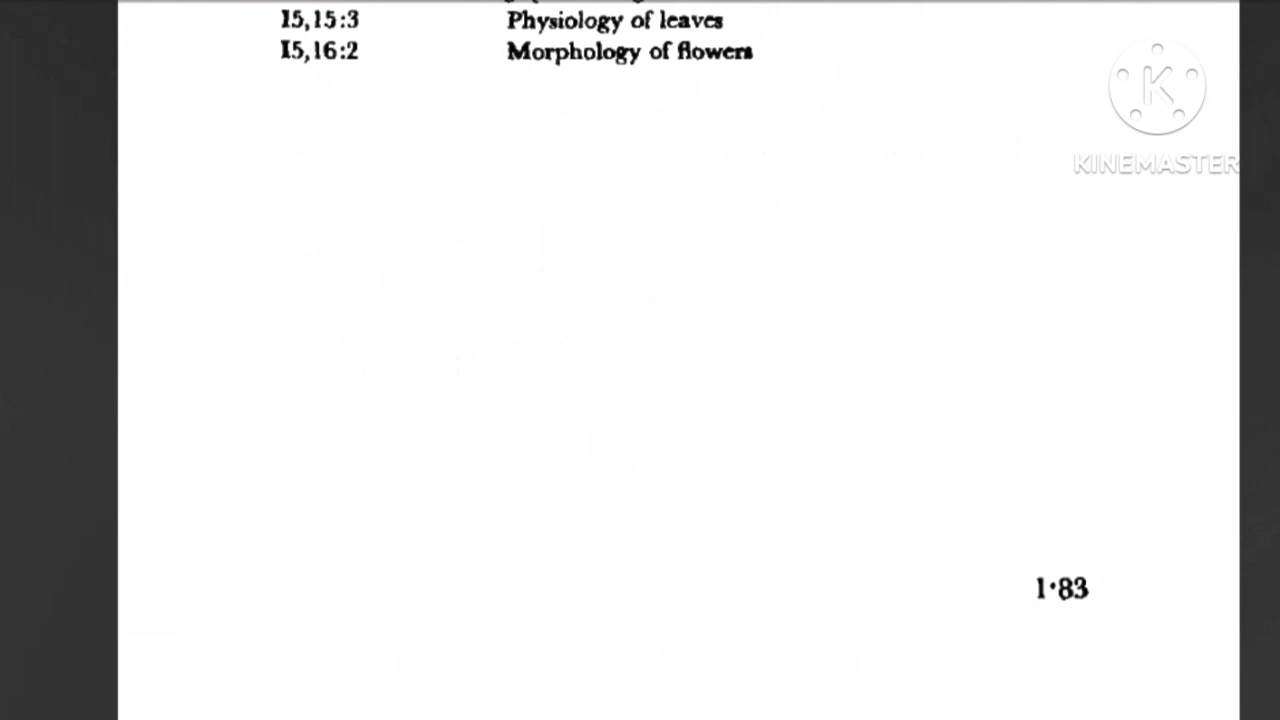 I5,15:3 Physiology of leaves
I5,16:2 Morphology of flowers
K
KINEMASTER
1·83